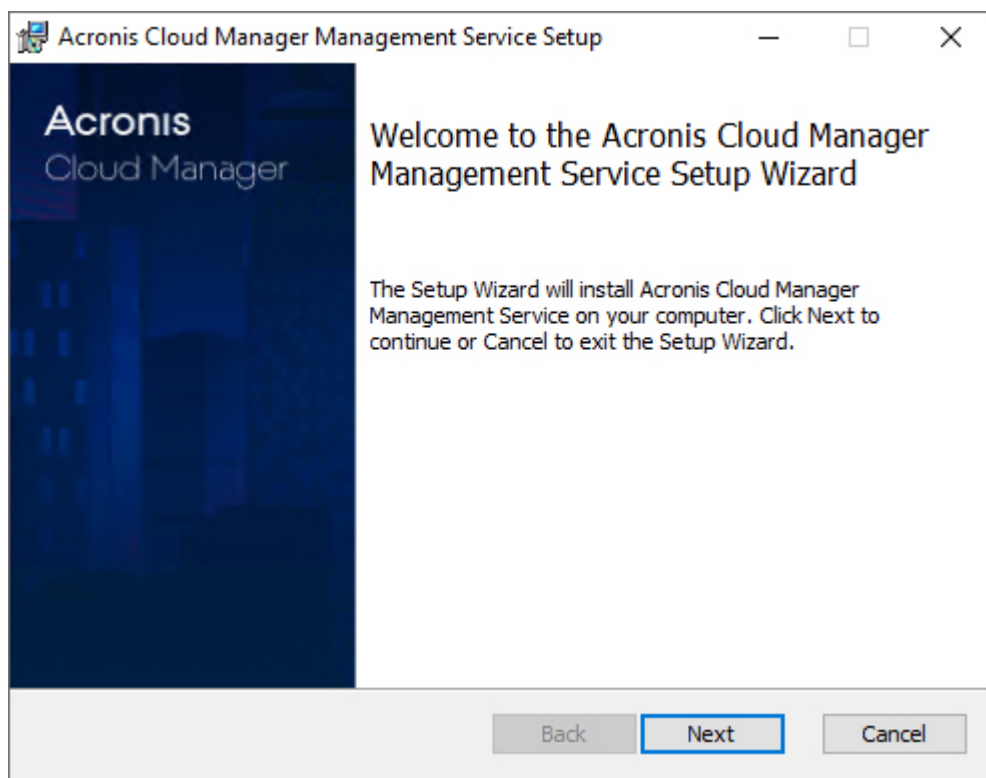 Acronis Cloud Manager Management Service Setup
Acronis
Cloud Manager
Welcome to the Acronis Cloud Manager
Management Service Setup Wizard
The Setup Wizard will install Acronis Cloud Manager
Management Service on your computer. Click Next to
continue or Cancel to exit the Setup Wizard.
Back Next Cancel